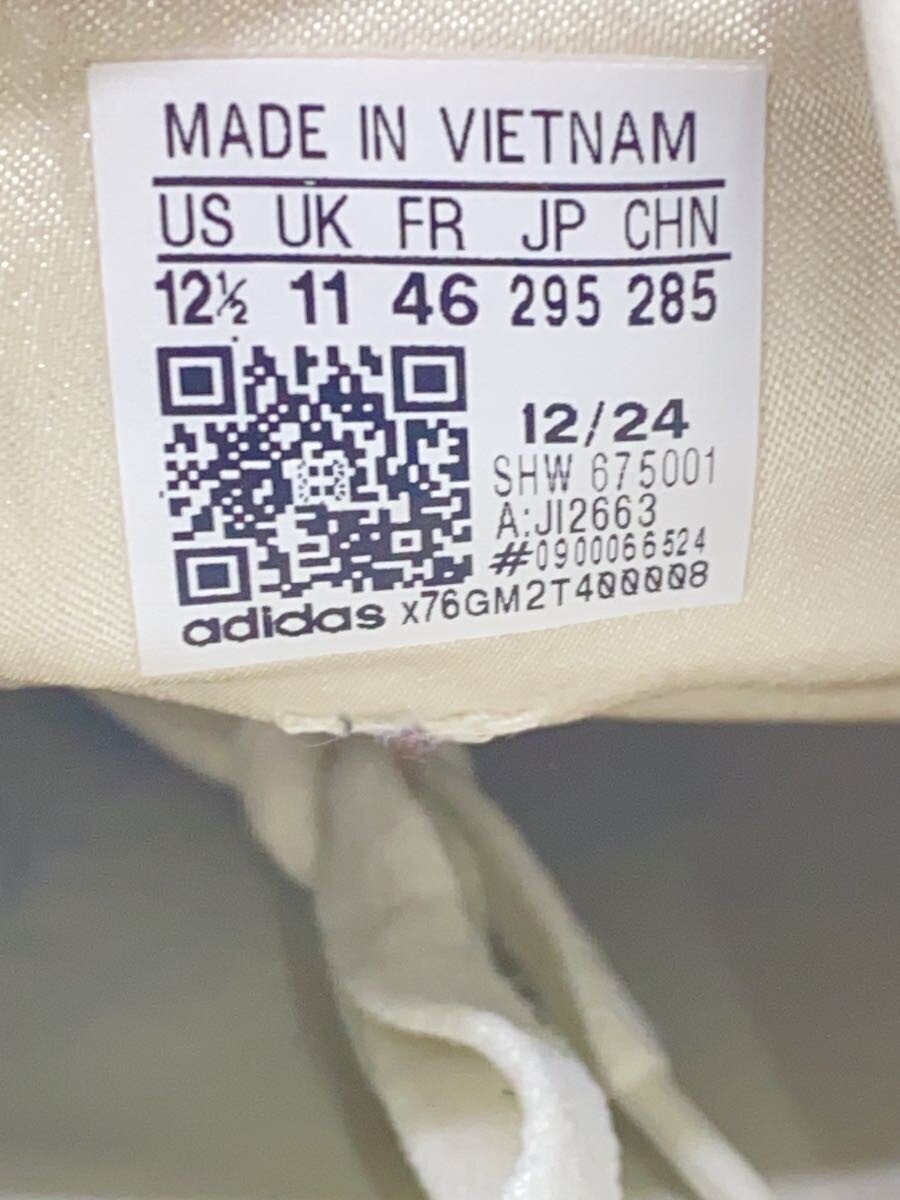 MADE IN VIETNAM
US UK FR JP CHN
12½ 11 46 295 285
12/24
SHW 675001
A:JI2663
#0900066524
adidas x76GM2T400008